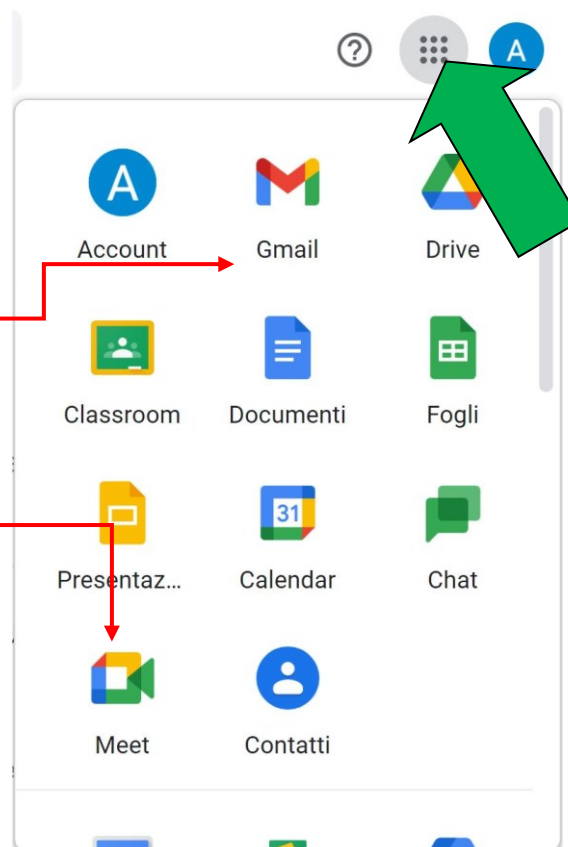 A
A
Account Gmail Drive
Classroom Documenti Fogli
31
Presentaz... Calendar Chat
Meet Contatti